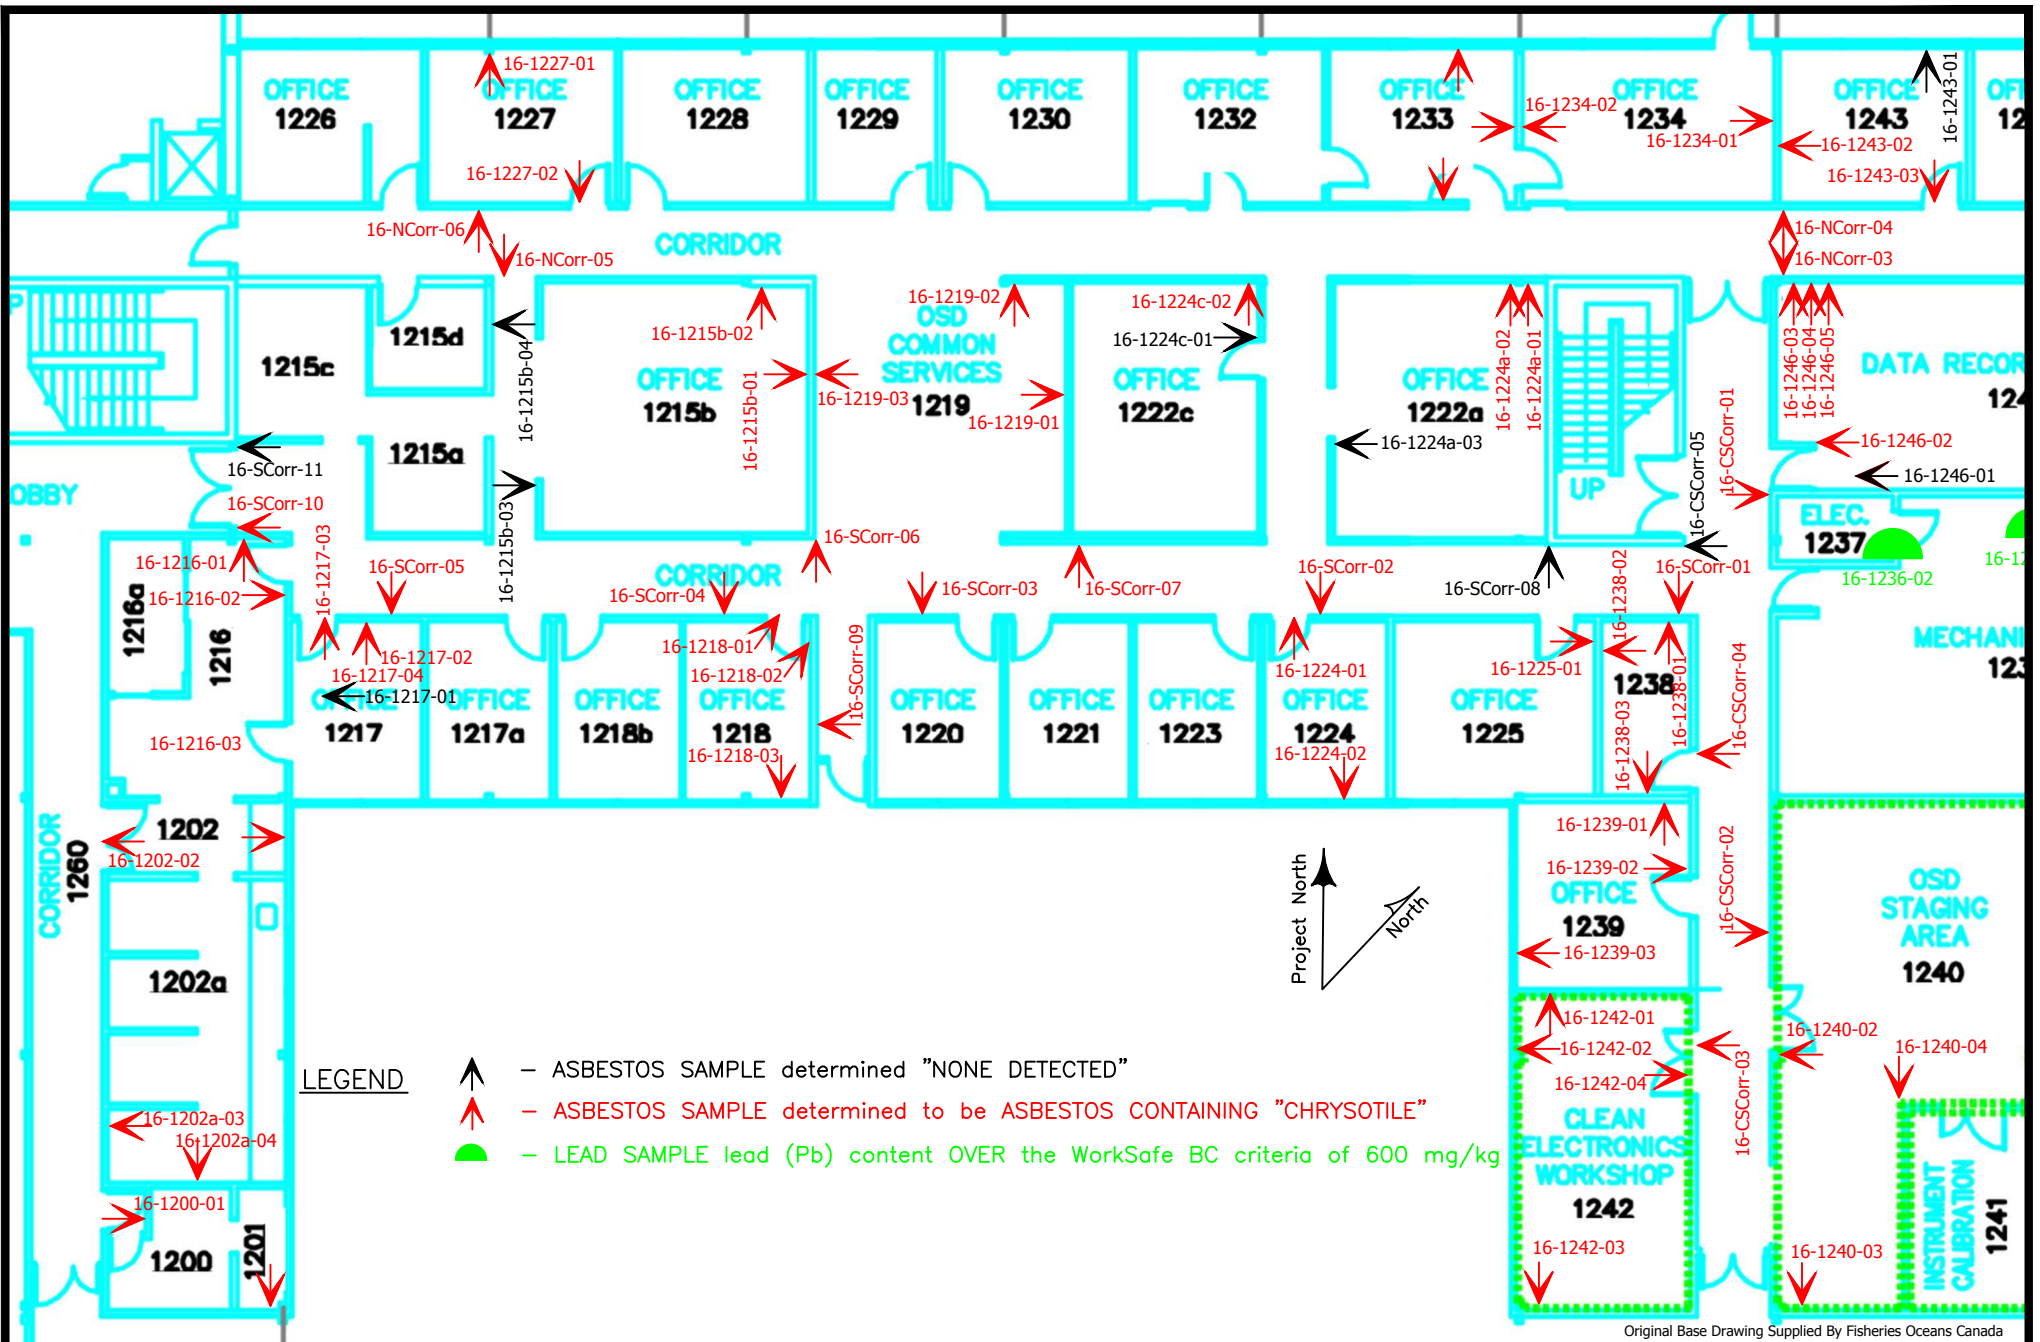 OFFICE
1226
16-1227-01
OFFICE
1227
16-1227-02
OFFICE
1228
OFFICE
1229
OFFICE
1230
OFFICE
1232
OFFICE
1233
16-1234-02
OFFICE
1234
16-1234-01
OFFICE
1243
16-1243-01
16-1243-02
16-1243-03
16-NCorr-06
16-NCorr-05
CORRIDOR
16-NCorr-04
16-NCorr-03
1215c
1215d
1215a
16-1215b-04
16-1215b-03
16-1215b-02
OFFICE
1215b
16-1215b-01
16-1219-02
OSD
COMMON
SERVICES
1219
16-1219-03
16-1219-01
16-1224c-02
16-1224c-01
OFFICE
1222c
OFFICE
1222a
16-1224a-02
16-1224a-01
16-1224a-03
UP
16-CSCorr-05
16-CSCorr-01
16-1246-03
16-1246-04
16-1246-05
DATA RECOR
16-1246-02
16-1246-01
ELEC.
1237
16-1236-02
OBBY
16-SCorr-11
16-SCorr-10
16-1216-01
16-1216-02
1216a
1216
16-1216-03
16-1217-03
16-SCorr-05
CORRIDOR
16-SCorr-04
16-SCorr-06
16-SCorr-03
16-SCorr-07
16-SCorr-02
16-SCorr-08
16-SCorr-01
16-1217-02
16-1217-04
16-1217-01
OFFICE
1217
OFFICE
1217a
OFFICE
1218b
16-1218-01
16-1218-02
OFFICE
1218
16-1218-03
16-SCorr-09
OFFICE
1220
OFFICE
1221
OFFICE
1223
16-1224-01
OFFICE
1224
16-1224-02
16-1225-01
OFFICE
1225
16-1238-02
1238
16-1238-01
16-1238-03
16-CSCorr-04
MECHANI
CORRIDOR
1260
1202
16-1202-02
1202a
16-1202a-03
16-1202a-04
16-1200-01
1200
1201
Project North
North
16-1239-01
16-1239-02
OFFICE
1239
16-1239-03
16-CSCorr-02
OSD
STAGING
AREA
1240
16-1242-01
16-1242-02
16-1242-04
CLEAN
ELECTRONICS
WORKSHOP
1242
16-1242-03
16-CSCorr-03
16-1240-02
16-1240-04
16-1240-03
INSTRUMENT
CALIBRATION
1241
LEGEND
– ASBESTOS SAMPLE determined "NONE DETECTED"
– ASBESTOS SAMPLE determined to be ASBESTOS CONTAINING "CHRYSOTILE"
– LEAD SAMPLE lead (Pb) content OVER the WorkSafe BC criteria of 600 mg/kg
Original Base Drawing Supplied By Fisheries Oceans Canada